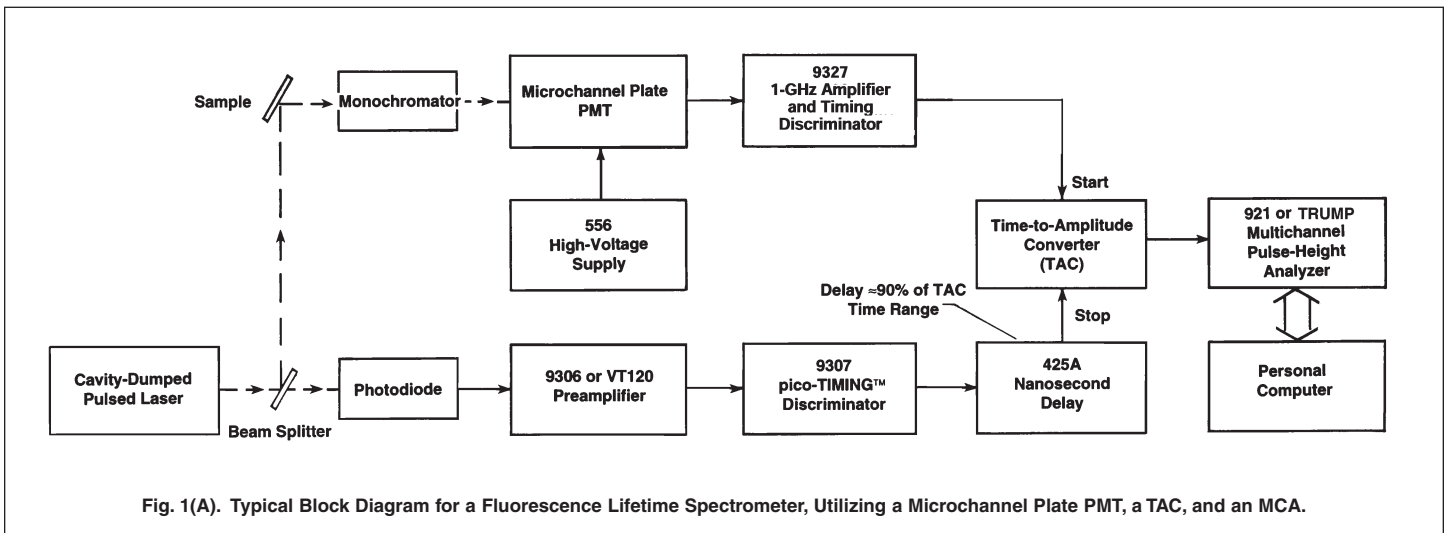 Sample
Monochromator
Microchannel Plate
PMT
9327
1-GHz Amplifier
and Timing
Discriminator
556
High-Voltage
Supply
Start
Time-to-Amplitude
Converter
(TAC)
921 or TRUMP
Multichannel
Pulse-Height
Analyzer
Delay ≈90% of TAC
Time Range
Stop
Cavity-Dumped
Pulsed Laser
Beam Splitter
Photodiode
9306 or VT120
Preamplifier
9307
pico-TIMING™
Discriminator
425A
Nanosecond
Delay
Personal
Computer
Fig. 1(A). Typical Block Diagram for a Fluorescence Lifetime Spectrometer, Utilizing a Microchannel Plate PMT, a TAC, and an MCA.